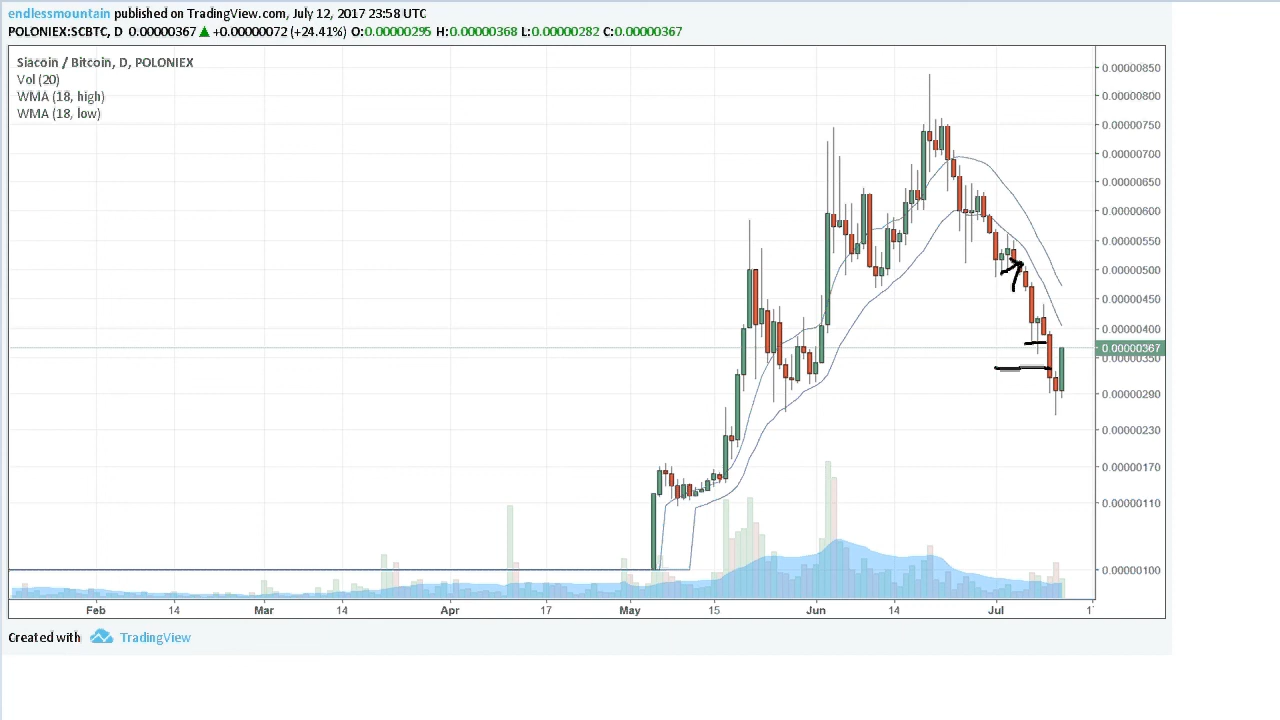 endlessmountain published on TradingView.com, July 12, 2017 23:58 UTC
POLONIEX:SCBTC, D 0.00000367 ▲ +0.00000072 (+24.41%) O:0.00000295 H:0.00000368 L:0.00000282 C:0.00000367
Siacoin / Bitcoin, D, POLONIEX
Vol (20)
WMA (18, high)
WMA (18, low)
0.00000850
0.00000800
0.00000750
0.00000700
0.00000650
0.00000600
0.00000550
0.00000500
0.00000450
0.00000400
0.00000367
0.00000350
0.00000290
0.00000230
0.00000170
0.00000110
0.00000100
Feb 14 Mar 14 Apr 17 May 15 Jun 14 Jul
Created with TradingView